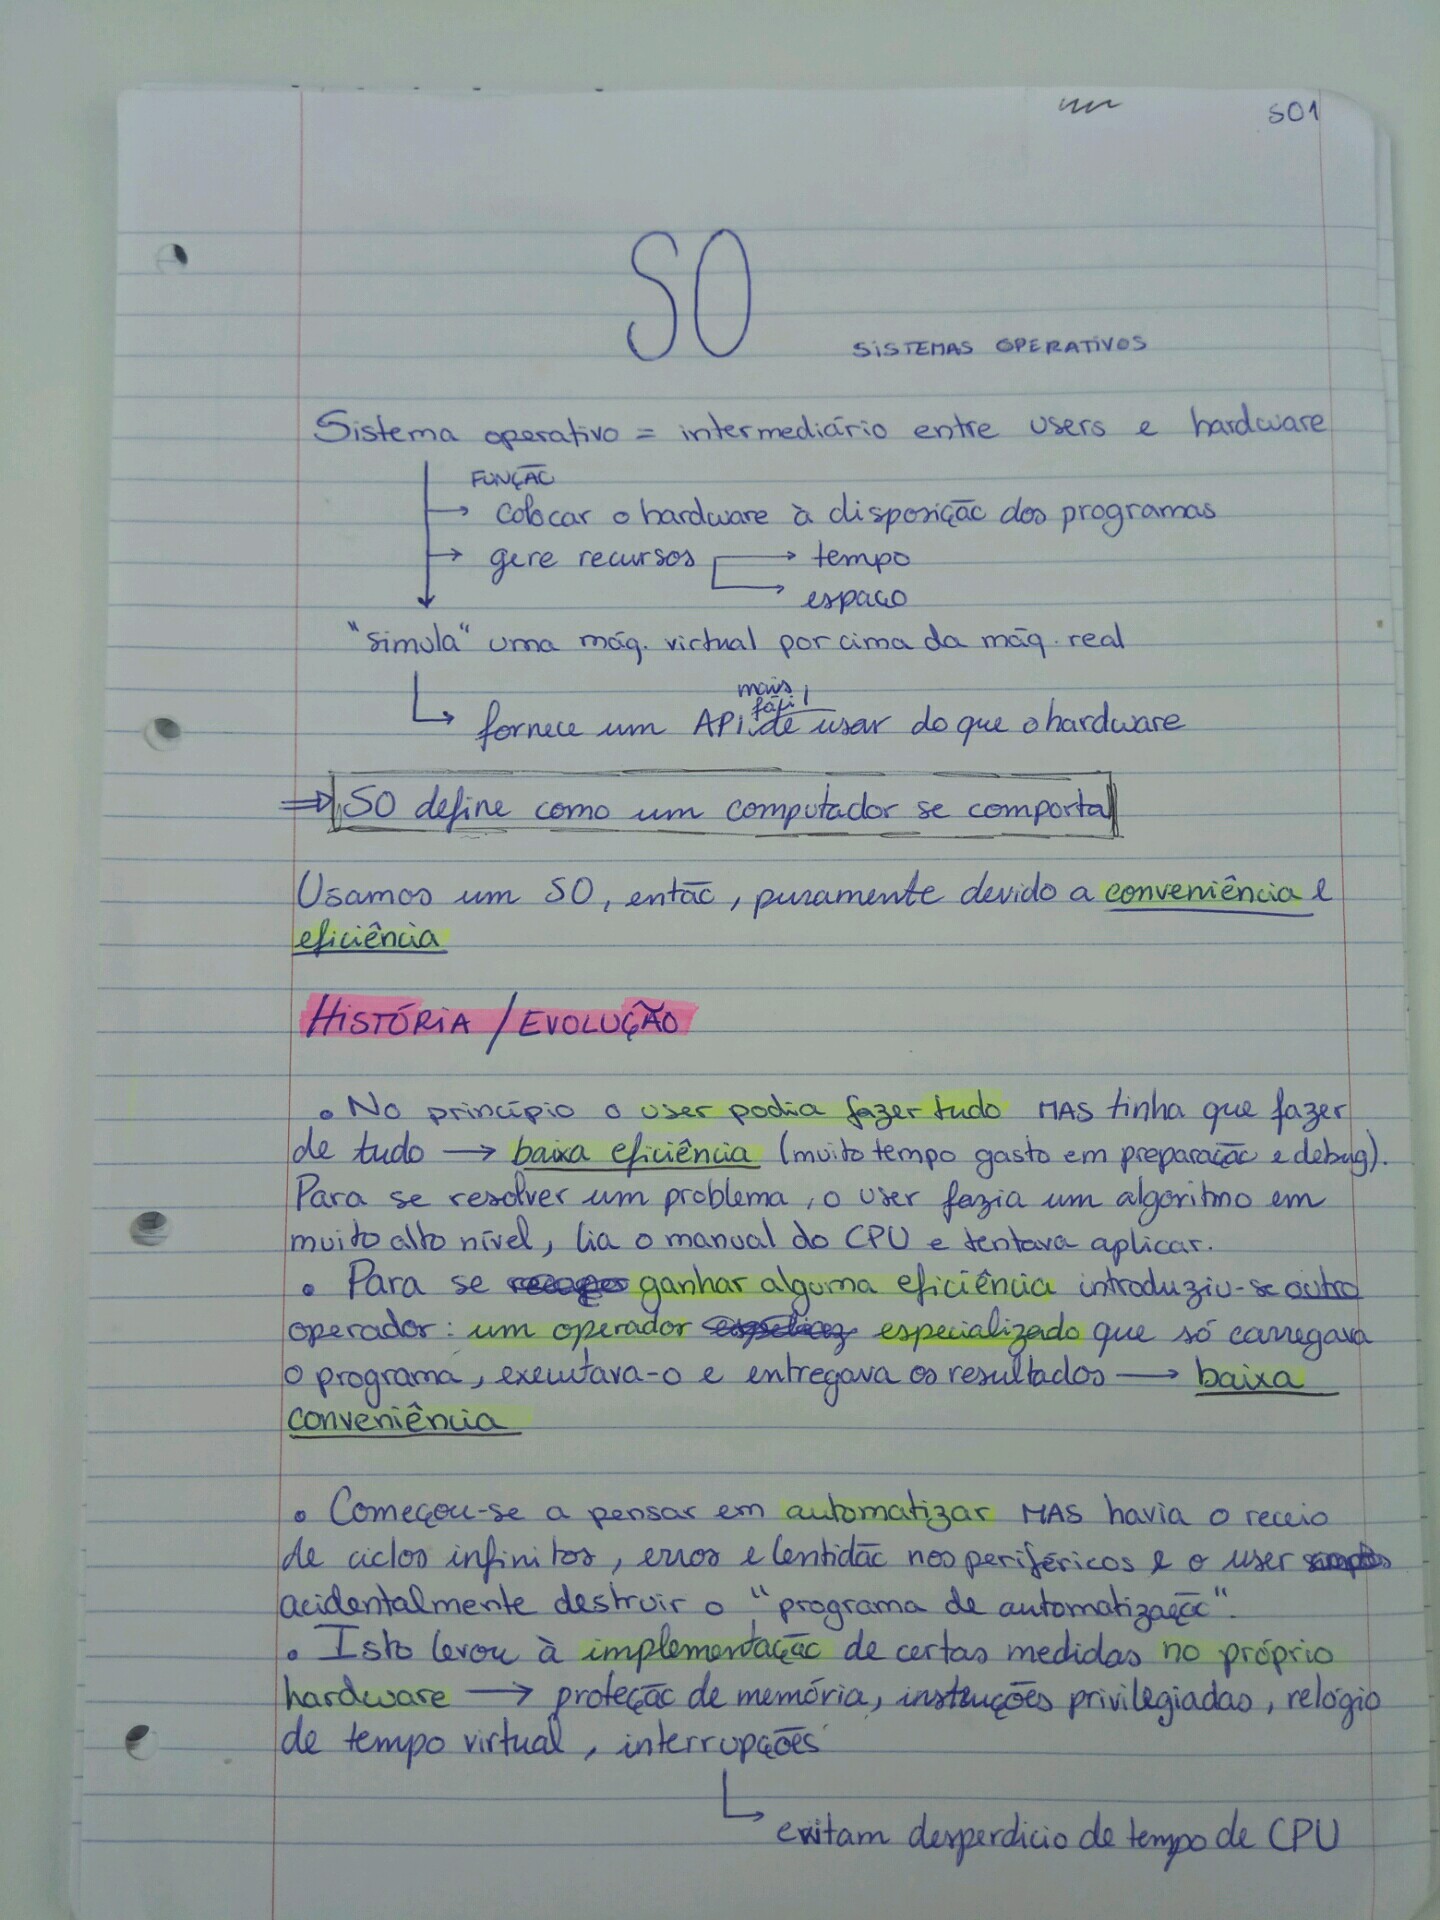 SO1
SO
SISTEMAS OPERATIVOS
Sistema operativo = intermediário entre users e hardware
FUNÇÃO
→ colocar o hardware à disposição dos programas
→ gere recursos → tempo
→ espaço
"simula" uma máq. virtual por cima da máq. real
mais
fácil
↳ fornece um API de usar do que o hardware
⇒ SO define como um computador se comporta
Usamos um SO, então, puramente devido a conveniência e
eficiência
HISTÓRIA / EVOLUÇÃO
• No princípio o user podia fazer tudo MAS tinha que fazer
de tudo → baixa eficiência (muito tempo gasto em preparação e debug).
Para se resolver um problema, o user fazia um algoritmo em
muito alto nível, lia o manual do CPU e tentava aplicar.
• Para se ganhar alguma eficiência introduziu-se outro
operador: um operador especializado que só carregava
o programa, executava-o e entregava os resultados → baixa
conveniência
• Começou-se a pensar em automatizar MAS havia o receio
de ciclos infinitos, erros e lentidão nos periféricos e o user
acidentalmente destruir o "programa de automatização".
• Isto levou à implementação de certas medidas no próprio
hardware → proteção de memória, instruções privilegiadas, relógio
de tempo virtual, interrupções
↳ evitam desperdicio de tempo de CPU